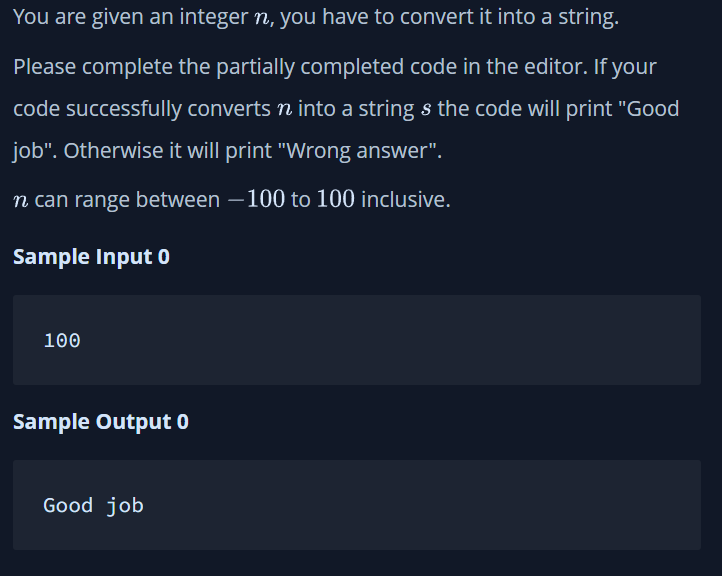 You are given an integer n, you have to convert it into a string.
Please complete the partially completed code in the editor. If your
code successfully converts n into a string s the code will print "Good
job". Otherwise it will print "Wrong answer".
n can range between −100 to 100 inclusive.
Sample Input 0
100
Sample Output 0
Good job